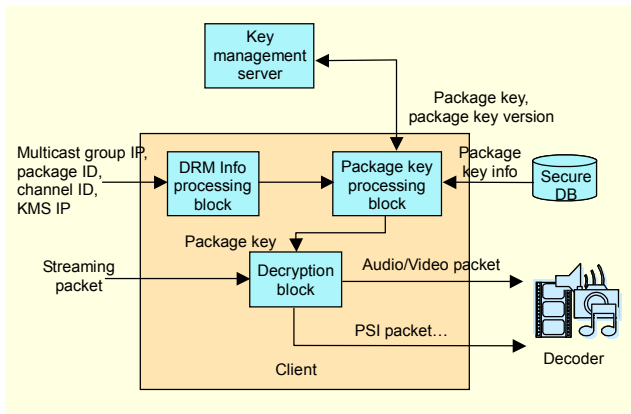 Key
management
server
Package key,
package key version
Multicast group IP,
package ID,
channel ID,
KMS IP
DRM Info
processing
block
Package key
processing
block
Package
key info
Secure
DB
Package key
Streaming
packet
Decryption
block
Audio/Video packet
PSI packet…
Decoder
Client